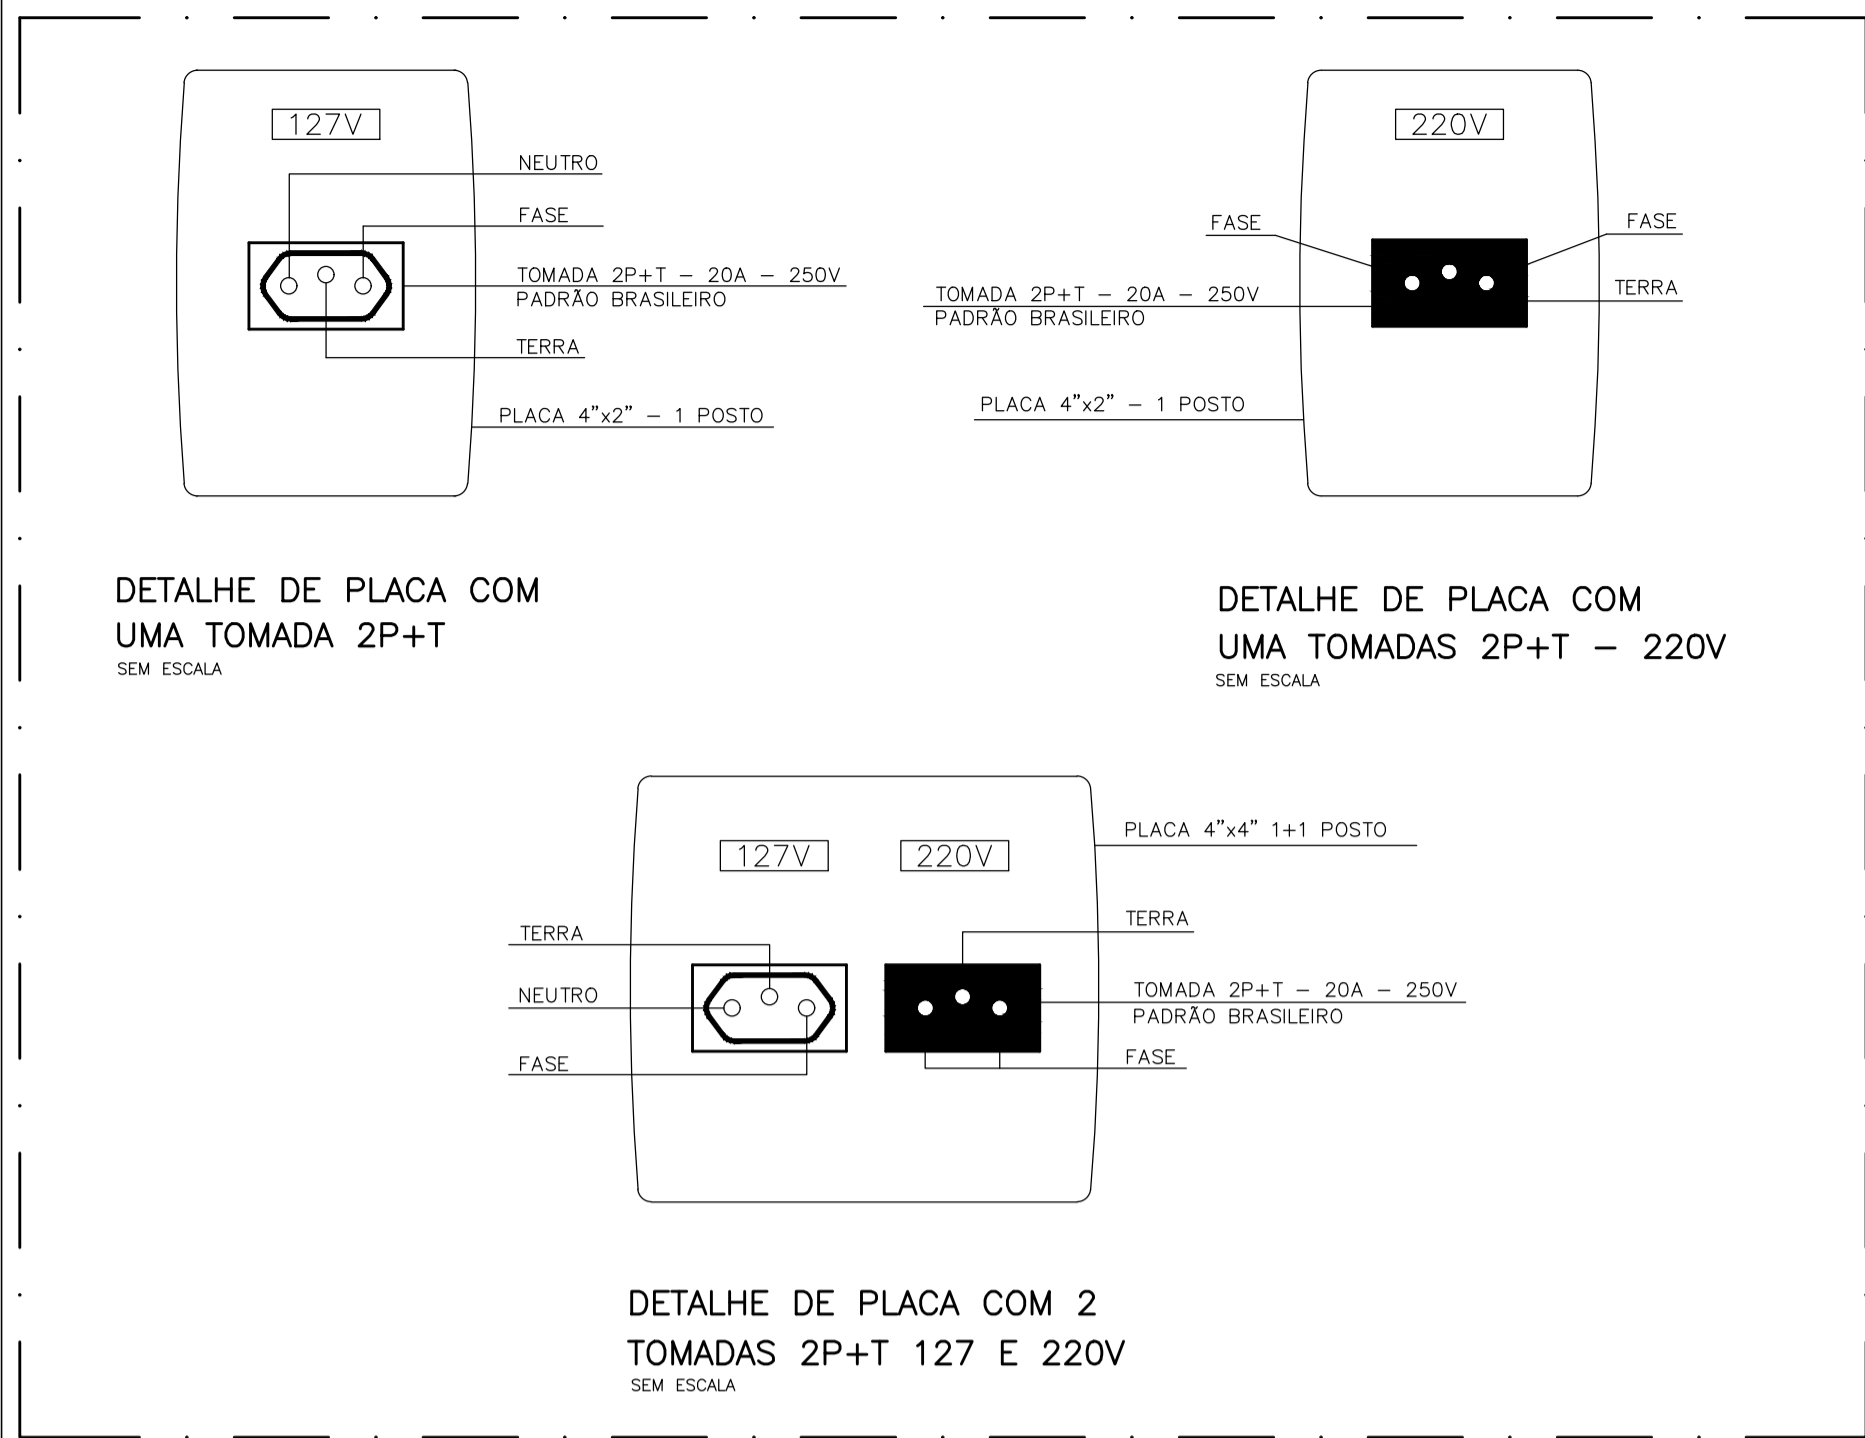 127V
NEUTRO
FASE
TOMADA 2P+T - 20A - 250V
PADRÃO BRASILEIRO
TERRA
PLACA 4”x2” - 1 POSTO
DETALHE DE PLACA COM
UMA TOMADA 2P+T
SEM ESCALA
220V
FASE
FASE
TOMADA 2P+T - 20A - 250V
PADRÃO BRASILEIRO
TERRA
PLACA 4”x2” - 1 POSTO
DETALHE DE PLACA COM
UMA TOMADAS 2P+T - 220V
SEM ESCALA
127V
220V
PLACA 4”x4” 1+1 POSTO
TERRA
NEUTRO
FASE
TERRA
TOMADA 2P+T - 20A - 250V
PADRÃO BRASILEIRO
FASE
DETALHE DE PLACA COM 2
TOMADAS 2P+T 127 E 220V
SEM ESCALA